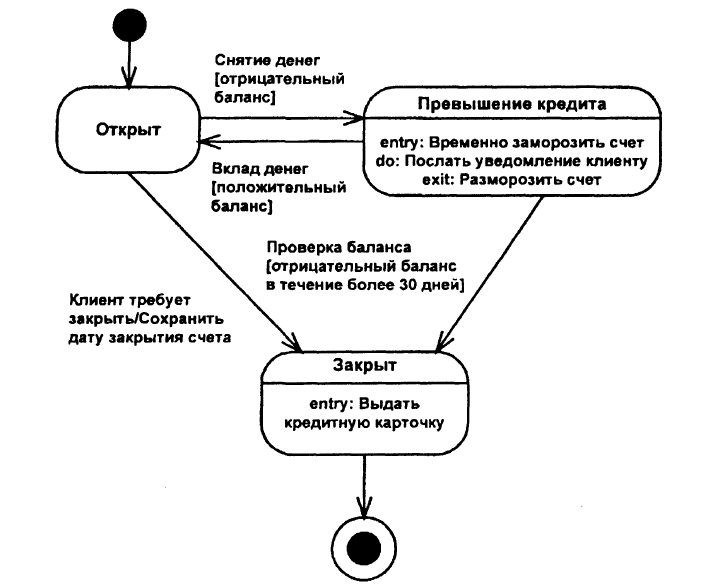 Снятие денег
[отрицательный
баланс]
Открыт
Превышение кредита
entry: Временно заморозить счет
do: Послать уведомление клиенту
exit: Разморозить счет
Вклад денег
[положительный
баланс]
Проверка баланса
[отрицательный баланс
в течение более 30 дней]
Клиент требует
закрыть/Сохранить
дату закрытия счета
Закрыт
entry: Выдать
кредитную карточку